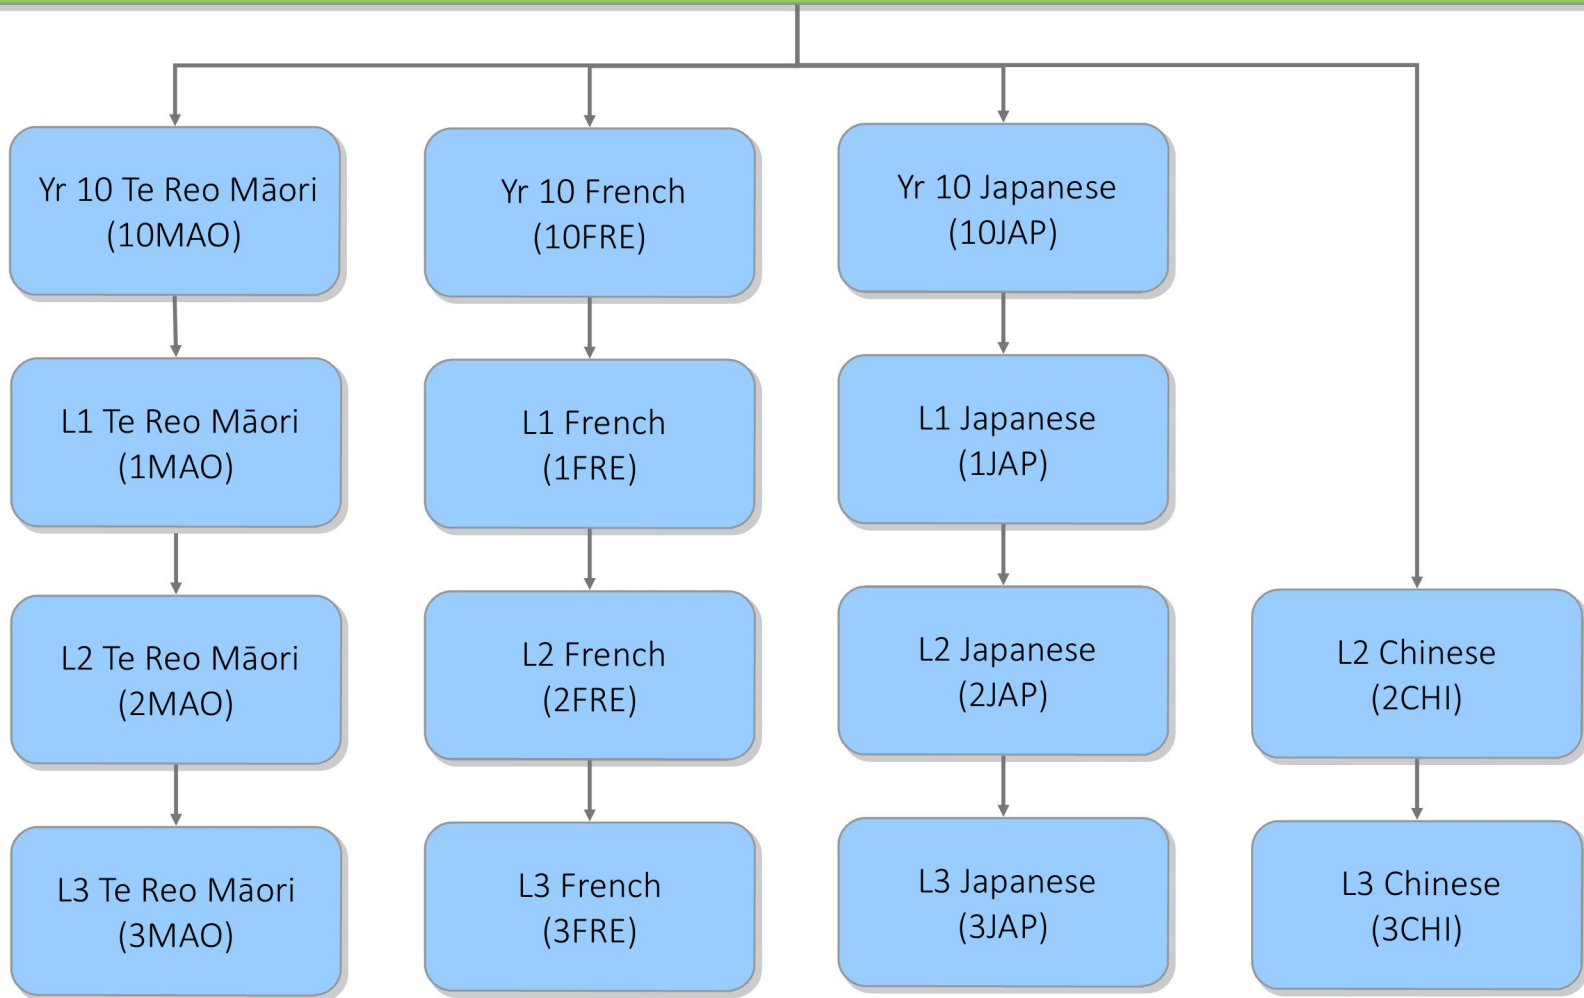 Yr 10 Te Reo Māori
(10MAO)
Yr 10 French
(10FRE)
Yr 10 Japanese
(10JAP)
L1 Te Reo Māori
(1MAO)
L1 French
(1FRE)
L1 Japanese
(1JAP)
L2 Te Reo Māori
(2MAO)
L2 French
(2FRE)
L2 Japanese
(2JAP)
L2 Chinese
(2CHI)
L3 Te Reo Māori
(3MAO)
L3 French
(3FRE)
L3 Japanese
(3JAP)
L3 Chinese
(3CHI)